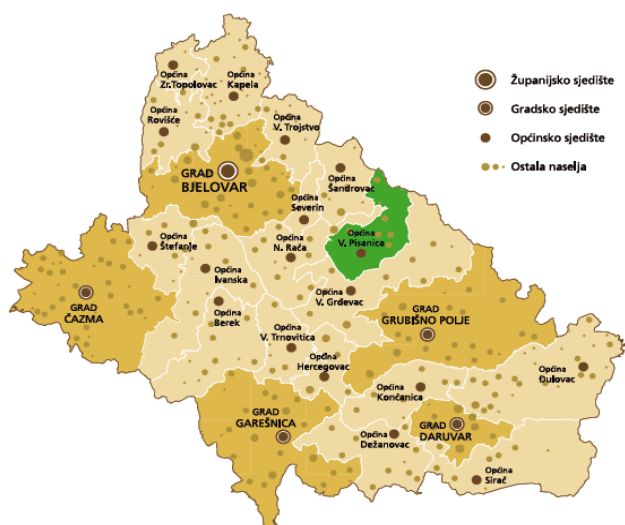 Općina
Zr.Topolovac
Općina
Kapela
Općina
Rovišće
Općina
V. Trojstvo
GRAD
BJELOVAR
Općina
Šandrovac
Općina
Severin
Općina
Štefanje
Općina
N. Rača
Općina
V. Pisanica
Općina
Ivanska
Općina
V. Grđevac
GRAD
ČAZMA
Općina
Berek
GRAD
GRUBIŠNO POLJE
Općina
V. Trnovitica
Općina
Hercegovac
Općina
Đulovac
Općina
Končanica
GRAD
GAREŠNICA
GRAD
DARUVAR
Općina
Dežanovac
Općina
Sirač
Županijsko sjedište
Gradsko sjedište
Općinsko sjedište
Ostala naselja